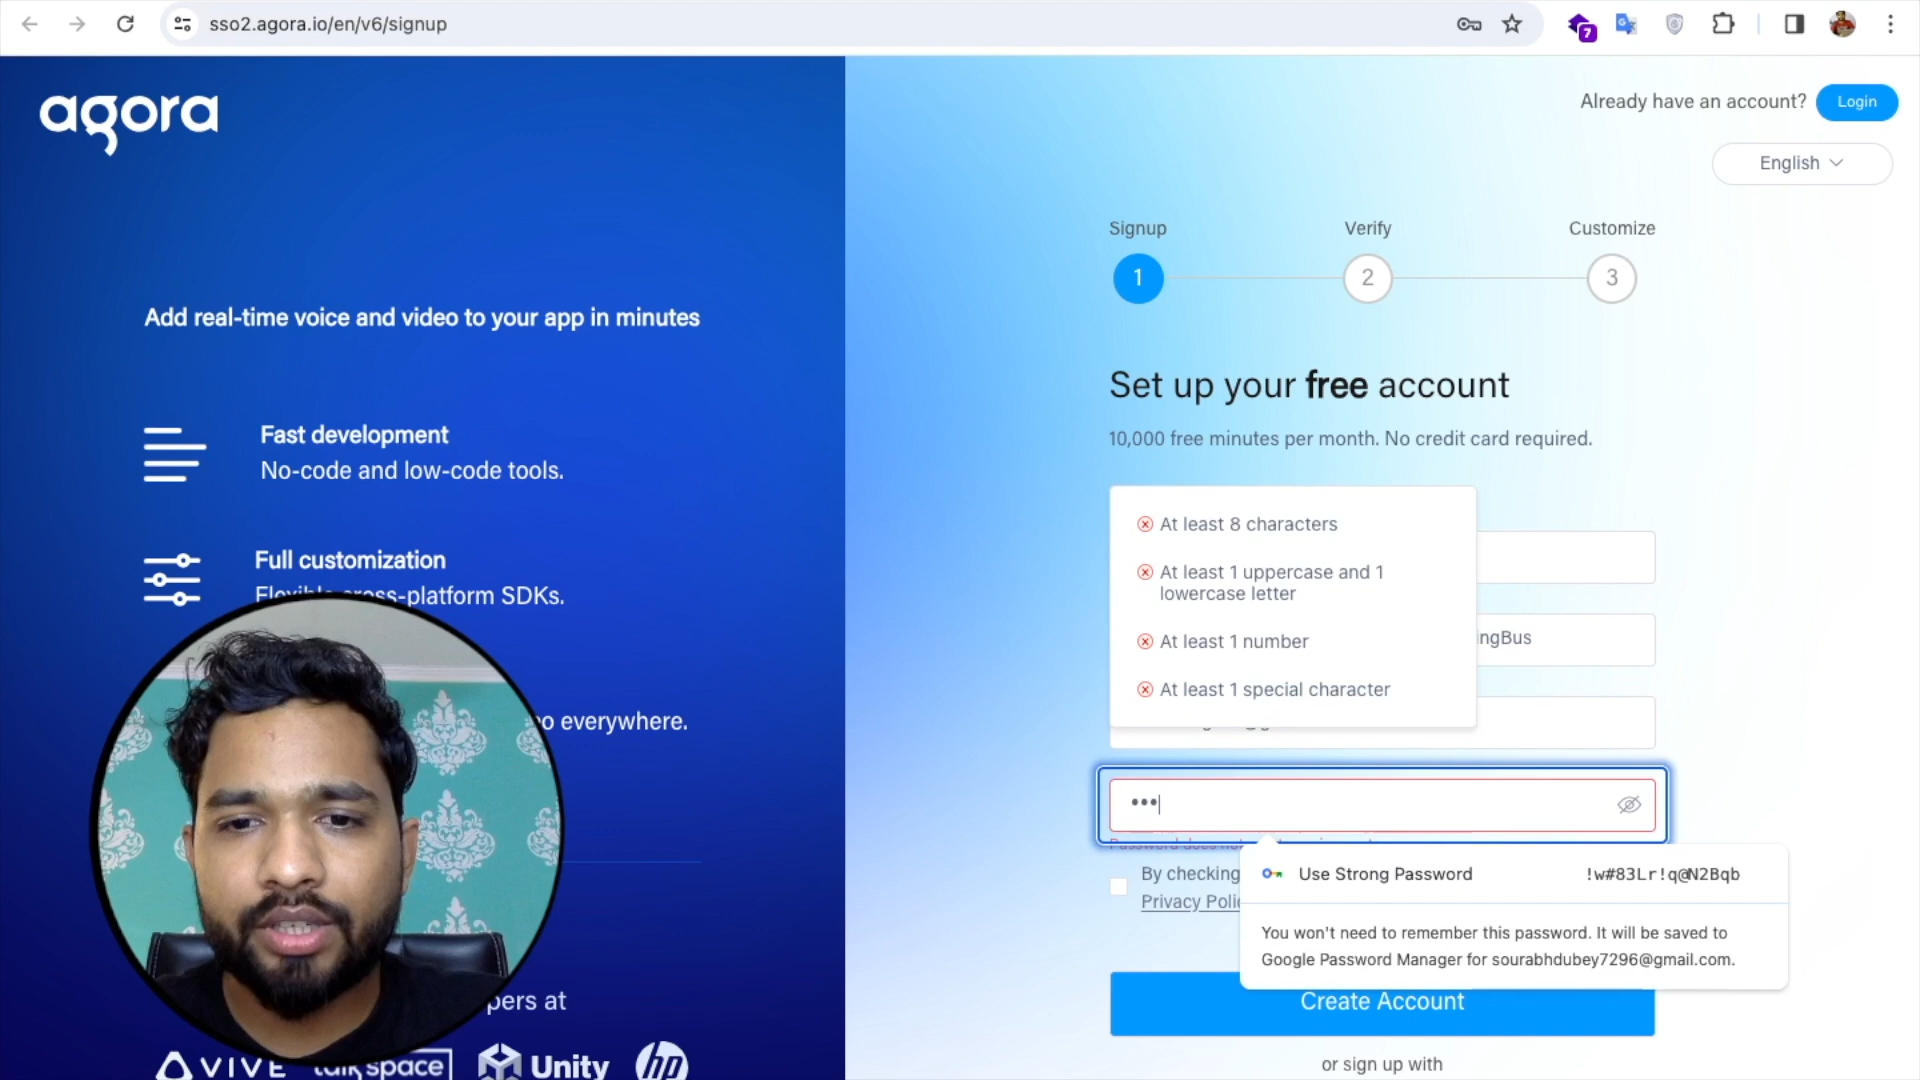 sso2.agora.io/en/v6/signup
7
agora
Already have an account?
Login
English
Signup
Verify
Customize
1
2
3
Add real-time voice and video to your app in minutes
Set up your free account
10,000 free minutes per month. No credit card required.
Fast development
No-code and low-code tools.
Full customization
cross-platform SDKs.
everywhere.
At least 8 characters
At least 1 uppercase and 1
lowercase letter
At least 1 number
At least 1 special character
ngBus
•••
By checking
Privacy
Use Strong Password
!w#83Lr!q@N2Bqb
You won't need to remember this password. It will be saved to
Google Password Manager for sourabhdubey7296@gmail.com.
Create Account
or sign up with
pers at
VIVE
talkspace
Unity
hp